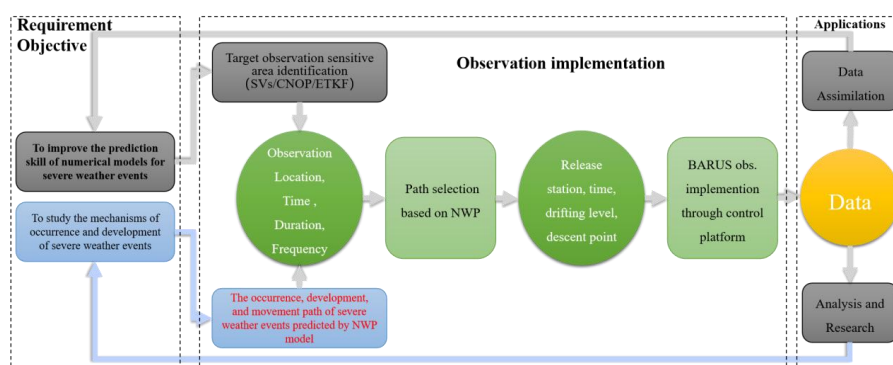 Requirement
Objective
To improve the prediction
skill of numerical models for
severe weather events
To study the mechanisms of
occurrence and development
of severe weather events
Observation implementation
Target observation sensitive
area identification
(SVs/CNOP/ETKF)
Observation
Location,
Time ,
Duration,
Frequency
The occurrence, development,
and movement path of severe
weather events predicted by NWP
model
Path selection
based on NWP
Release
station, time,
drifting level,
descent point
BARUS obs.
implemention
through control
platform
Applications
Data
Assimilation
Data
Analysis and
Research